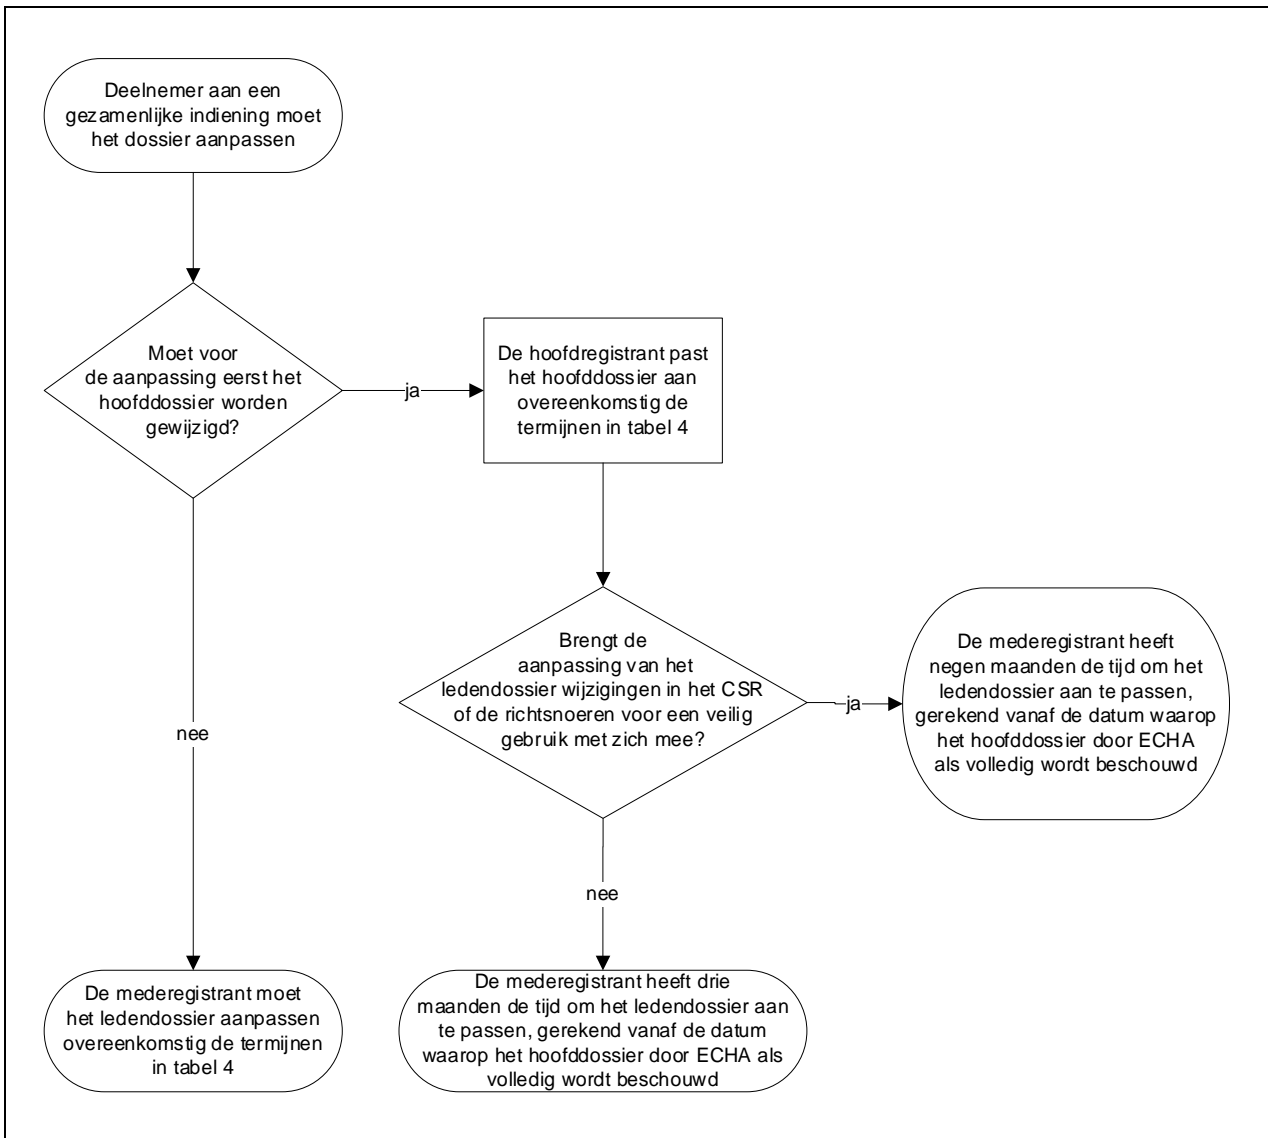 Deelnemer aan een
gezamenlijke indiening moet
het dossier aanpassen
Moet voor
de aanpassing eerst het
hoofddossier worden
gewijzigd?
ja
De hoofdregistrant past
het hoofddossier aan
overeenkomstig de
termijnen in tabel 4
Brengt de
aanpassing van het
ledendossier wijzigingen in het CSR
of de richtsnoeren voor een veilig
gebruik met zich mee?
ja
De mederegistrant heeft
negen maanden de tijd om het
ledendossier aan te passen,
gerekend vanaf de datum waarop
het hoofddossier door ECHA
als volledig wordt beschouwd
nee
nee
De mederegistrant moet
het ledendossier aanpassen
overeenkomstig de termijnen
in tabel 4
De mederegistrant heeft drie
maanden de tijd om het ledendossier aan
te passen, gerekend vanaf de datum
waarop het hoofddossier door ECHA als
volledig wordt beschouwd